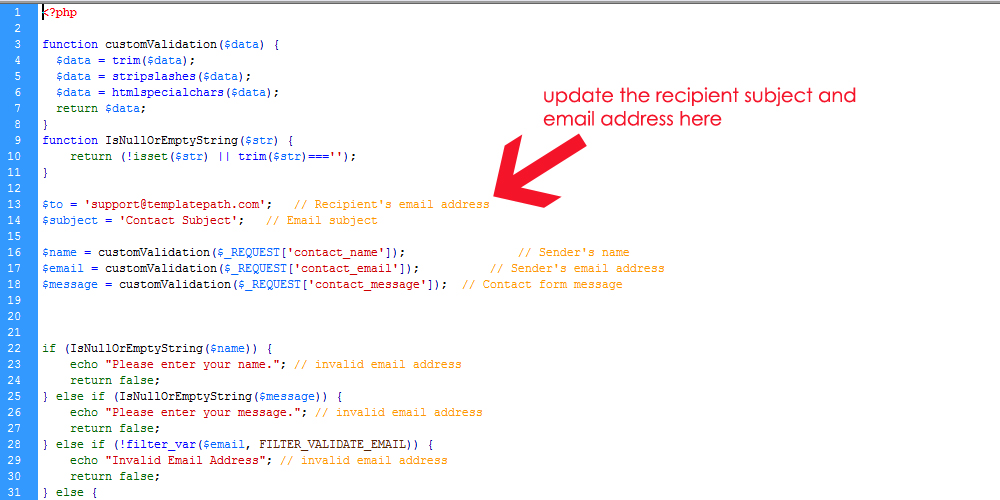 1 <?php
2
3 function customValidation($data) {
4 $data = trim($data);
5 $data = stripslashes($data);
6 $data = htmlspecialchars($data);
7 return $data;
8 }
9 function IsNullOrEmptyString($str) {
10 return (!isset($str) || trim($str)==='');
11 }
12
13 $to = 'support@templatepath.com'; // Recipient's email address
14 $subject = 'Contact Subject'; // Email subject
15
16 $name = customValidation($_REQUEST['contact_name']); // Sender's name
17 $email = customValidation($_REQUEST['contact_email']); // Sender's email address
18 $message = customValidation($_REQUEST['contact_message']); // Contact form message
19
20
21
22 if (IsNullOrEmptyString($name)) {
23 echo "Please enter your name."; // invalid email address
24 return false;
25 } else if (IsNullOrEmptyString($message)) {
26 echo "Please enter your message."; // invalid email address
27 return false;
28 } else if (!filter_var($email, FILTER_VALIDATE_EMAIL)) {
29 echo "Invalid Email Address"; // invalid email address
30 return false;
31 } else {
update the recipient subject and
email address here